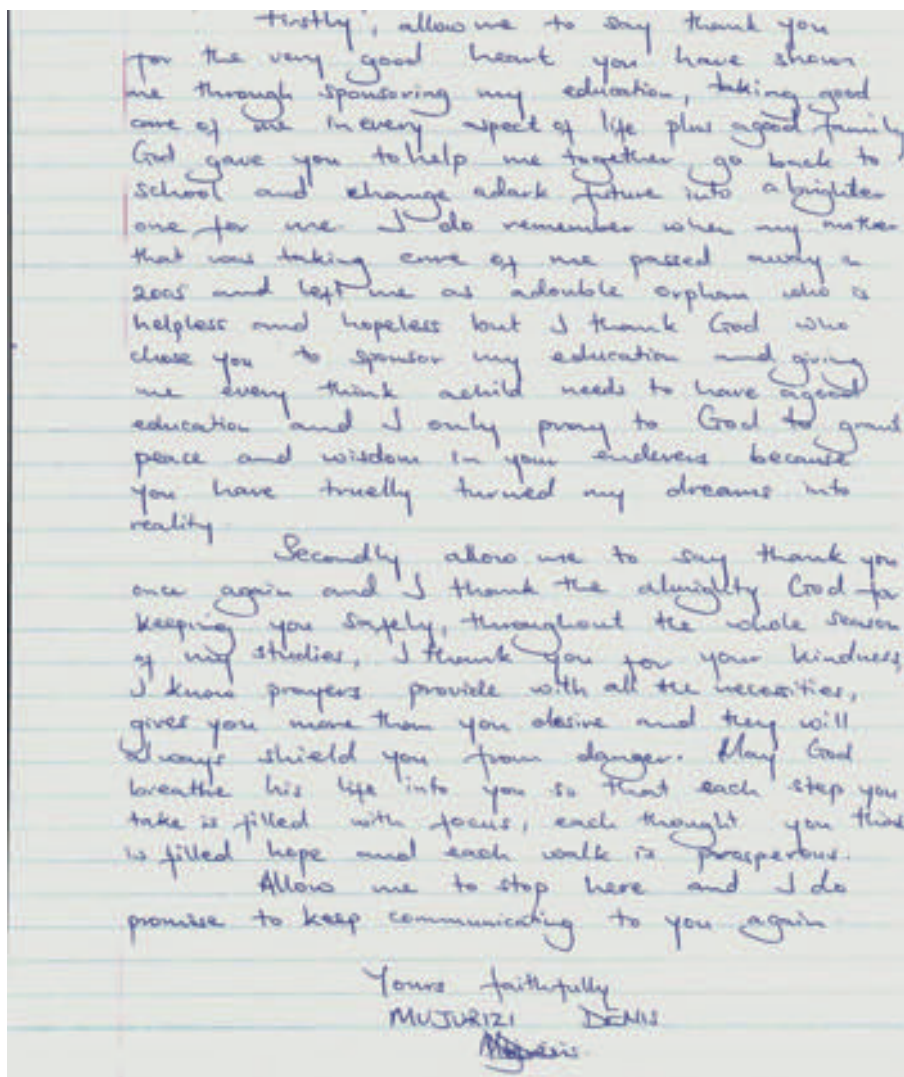 Firstly, allow me to say thank you
for the very good heart you have shown
me through sponsoring my education, taking good
care of me in every aspect of life plus agood family
God gave you tohelp me together, go back to
school and change adark future into abrighter
one for me. I do remember when my mother
that was taking care of me passed away in
2005 and left me as adouble orphan who is
helpless and hopeless but I thank God who
chose you to sponsor my education and giving
me every think achild needs to have agood
education and I only pray to God to grant
peace and wisdom in your endevers because
you have truelly turned my dreams into
reality.
Secondly allow me to say thank you
once again and I thank the almighty God for
keeping you safely, throughout the whole season
of my studies, I thank you for your kindness,
I know prayers provide with all the necessities,
gives you more than you desire and they will
always shield you from danger. May God
breathe his life into you so that each step you
take is filled with focus, each thought you
is filled hope and each walk is prosperous.
Allow me to stop here and I do
promise to keep communicating to you again
Yours faithfully
MUJURIZI DENIS